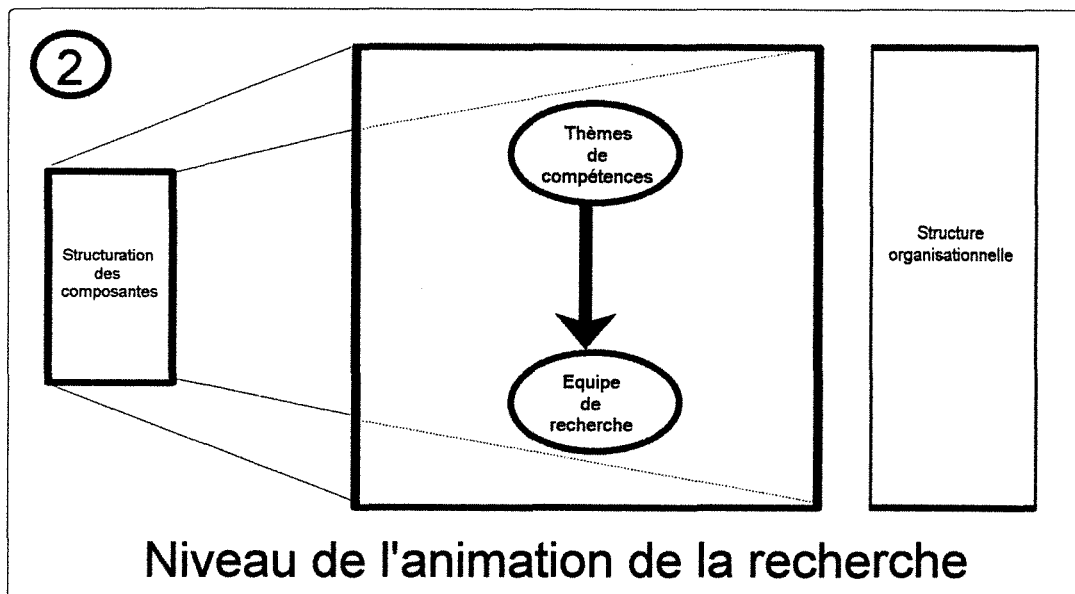 2
Structuration
des
composantes
Thèmes
de
compétences
Equipe
de
recherche
Structure
organisationnelle
Niveau de l'animation de la recherche